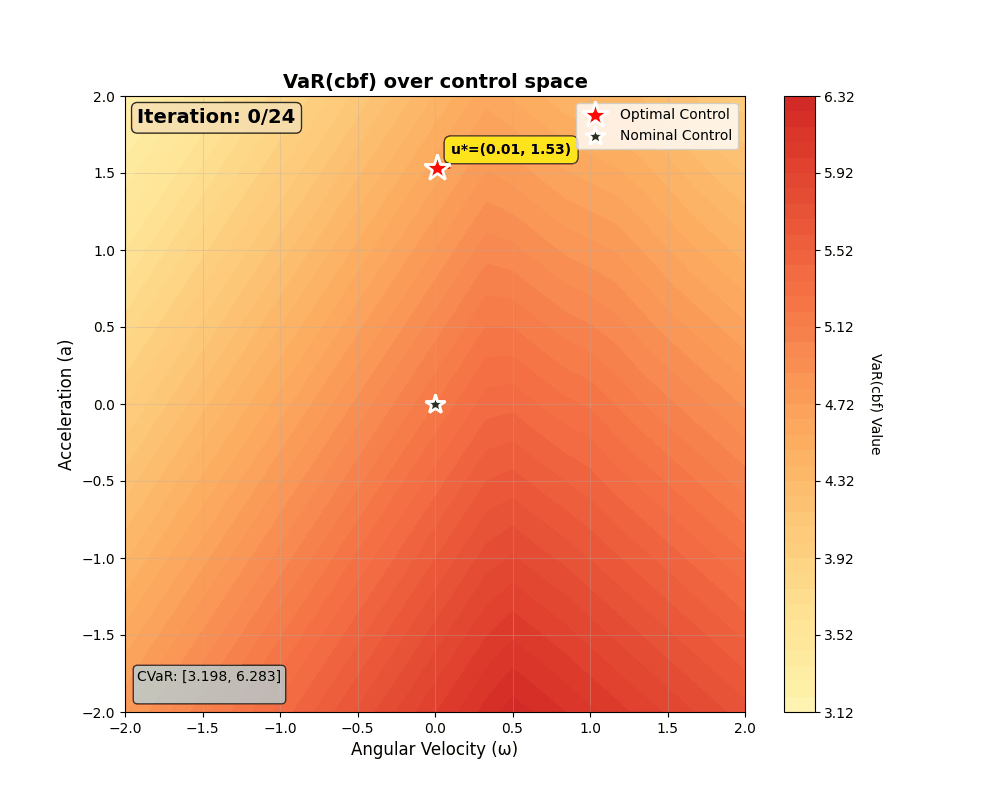 VaR(cbf) over control space
Iteration: 0/24
Optimal Control
Nominal Control
u*=(0.01, 1.53)
CVaR: [3.198, 6.283]
2.0
1.5
1.0
0.5
0.0
−0.5
−1.0
−1.5
−2.0
Acceleration (a)
−2.0 −1.5 −1.0 −0.5 0.0 0.5 1.0 1.5 2.0
Angular Velocity (ω)
6.32
5.92
5.52
5.12
4.72
4.32
3.92
3.52
3.12
VaR(cbf) Value